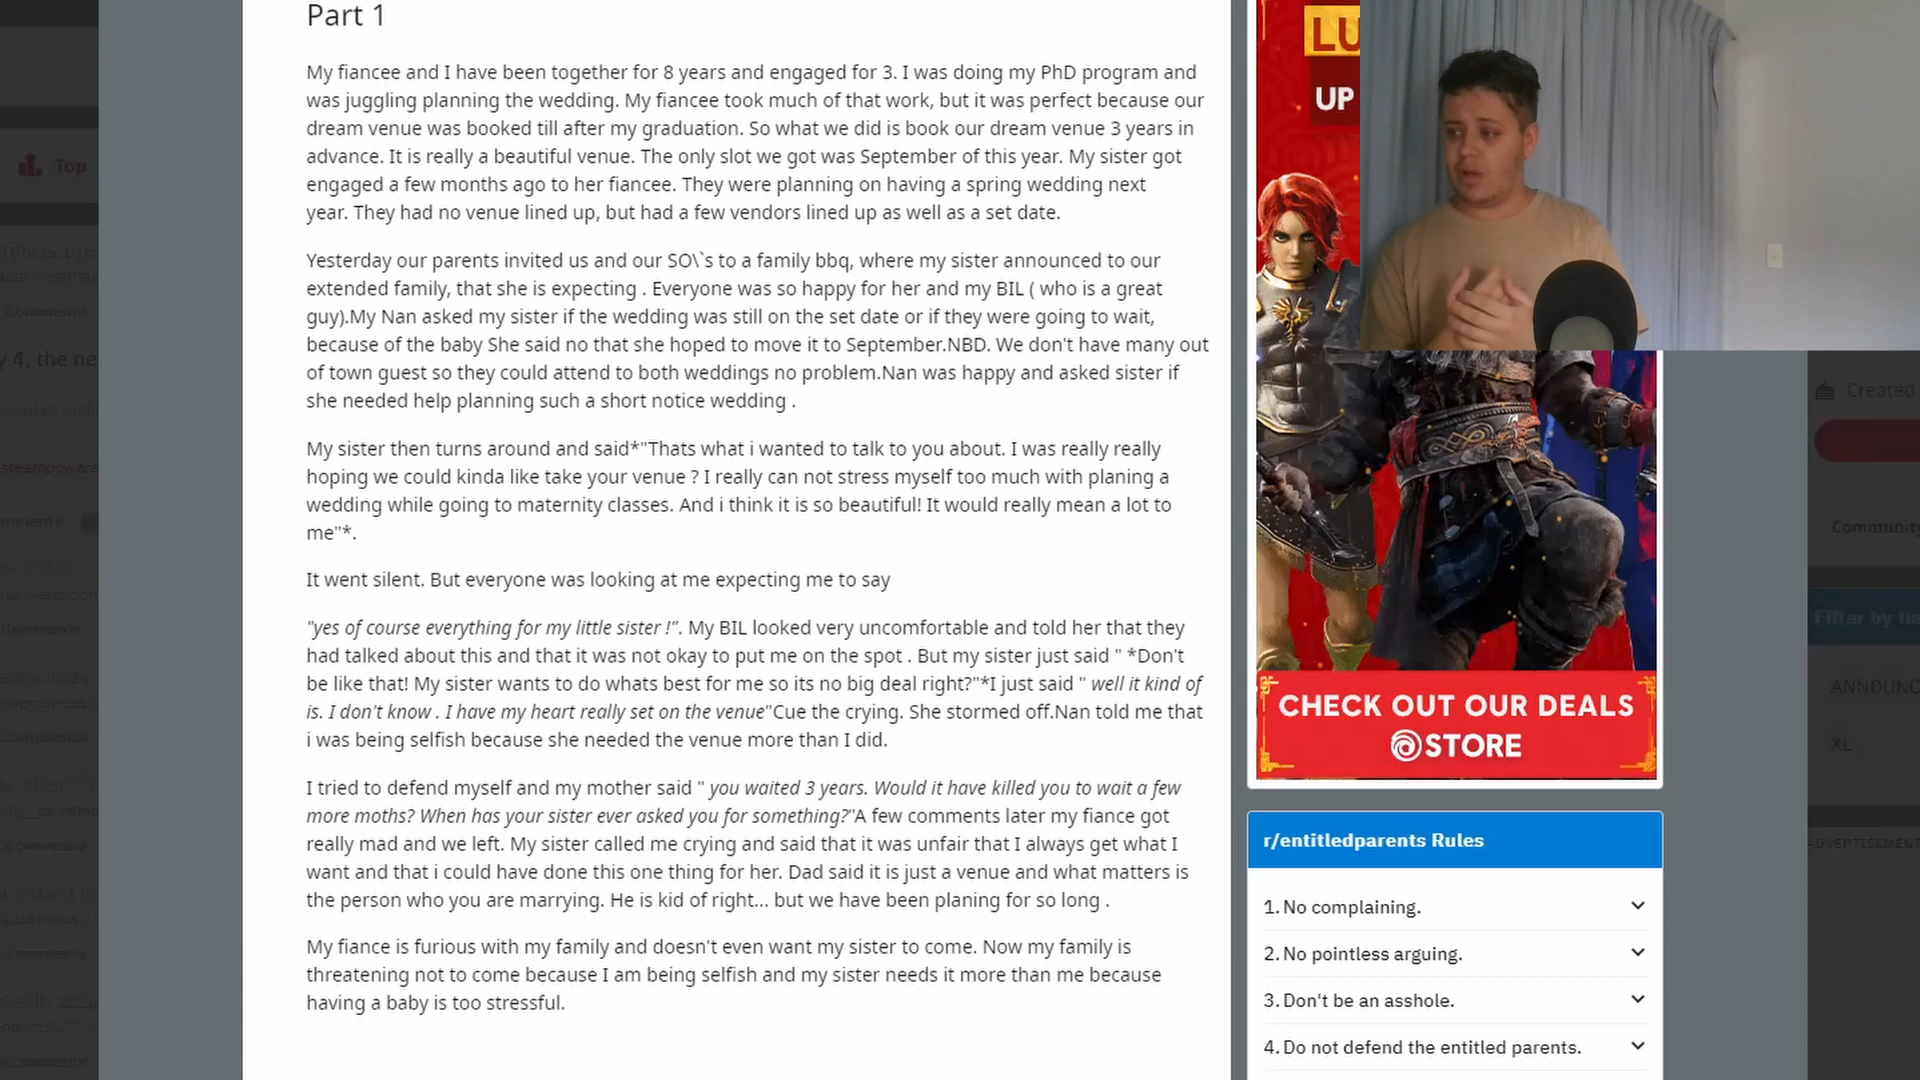 Part 1
My fiancee and I have been together for 8 years and engaged for 3. I was doing my PhD program and
was juggling planning the wedding. My fiancee took much of that work, but it was perfect because our
dream venue was booked till after my graduation. So what we did is book our dream venue 3 years in
advance. It is really a beautiful venue. The only slot we got was September of this year. My sister got
engaged a few months ago to her fiancee. They were planning on having a spring wedding next
year. They had no venue lined up, but had a few vendors lined up as well as a set date.
Yesterday our parents invited us and our SO\`s to a family bbq, where my sister announced to our
extended family, that she is expecting . Everyone was so happy for her and my BIL ( who is a great
guy).My Nan asked my sister if the wedding was still on the set date or if they were going to wait,
because of the baby She said no that she hoped to move it to September.NBD. We don't have many out
of town guest so they could attend to both weddings no problem.Nan was happy and asked sister if
she needed help planning such a short notice wedding .
My sister then turns around and said*"Thats what i wanted to talk to you about. I was really really
hoping we could kinda like take your venue ? I really can not stress myself too much with planing a
wedding while going to maternity classes. And i think it is so beautiful! It would really mean a lot to
me"*.
It went silent. But everyone was looking at me expecting me to say
"yes of course everything for my little sister !". My BIL looked very uncomfortable and told her that they
had talked about this and that it was not okay to put me on the spot . But my sister just said " *Don't
be like that! My sister wants to do whats best for me so its no big deal right?"*I just said " well it kind of
is. I don't know . I have my heart really set on the venue"Cue the crying. She stormed off.Nan told me that
i was being selfish because she needed the venue more than I did.
I tried to defend myself and my mother said " you waited 3 years. Would it have killed you to wait a few
more moths? When has your sister ever asked you for something?"A few comments later my fiance got
really mad and we left. My sister called me crying and said that it was unfair that I always get what I
want and that i could have done this one thing for her. Dad said it is just a venue and what matters is
the person who you are marrying. He is kid of right... but we have been planing for so long .
My fiance is furious with my family and doesn't even want my sister to come. Now my family is
threatening not to come because I am being selfish and my sister needs it more than me because
having a baby is too stressful.
LU
UP
CHECK OUT OUR DEALS
STORE
r/entitledparents Rules
1. No complaining.
2. No pointless arguing.
3. Don't be an asshole.
4. Do not defend the entitled parents.
Top
y 4, the ne
Created
Community
Filter by fla
ANNOUNC
XL
ADVERTISEMENT